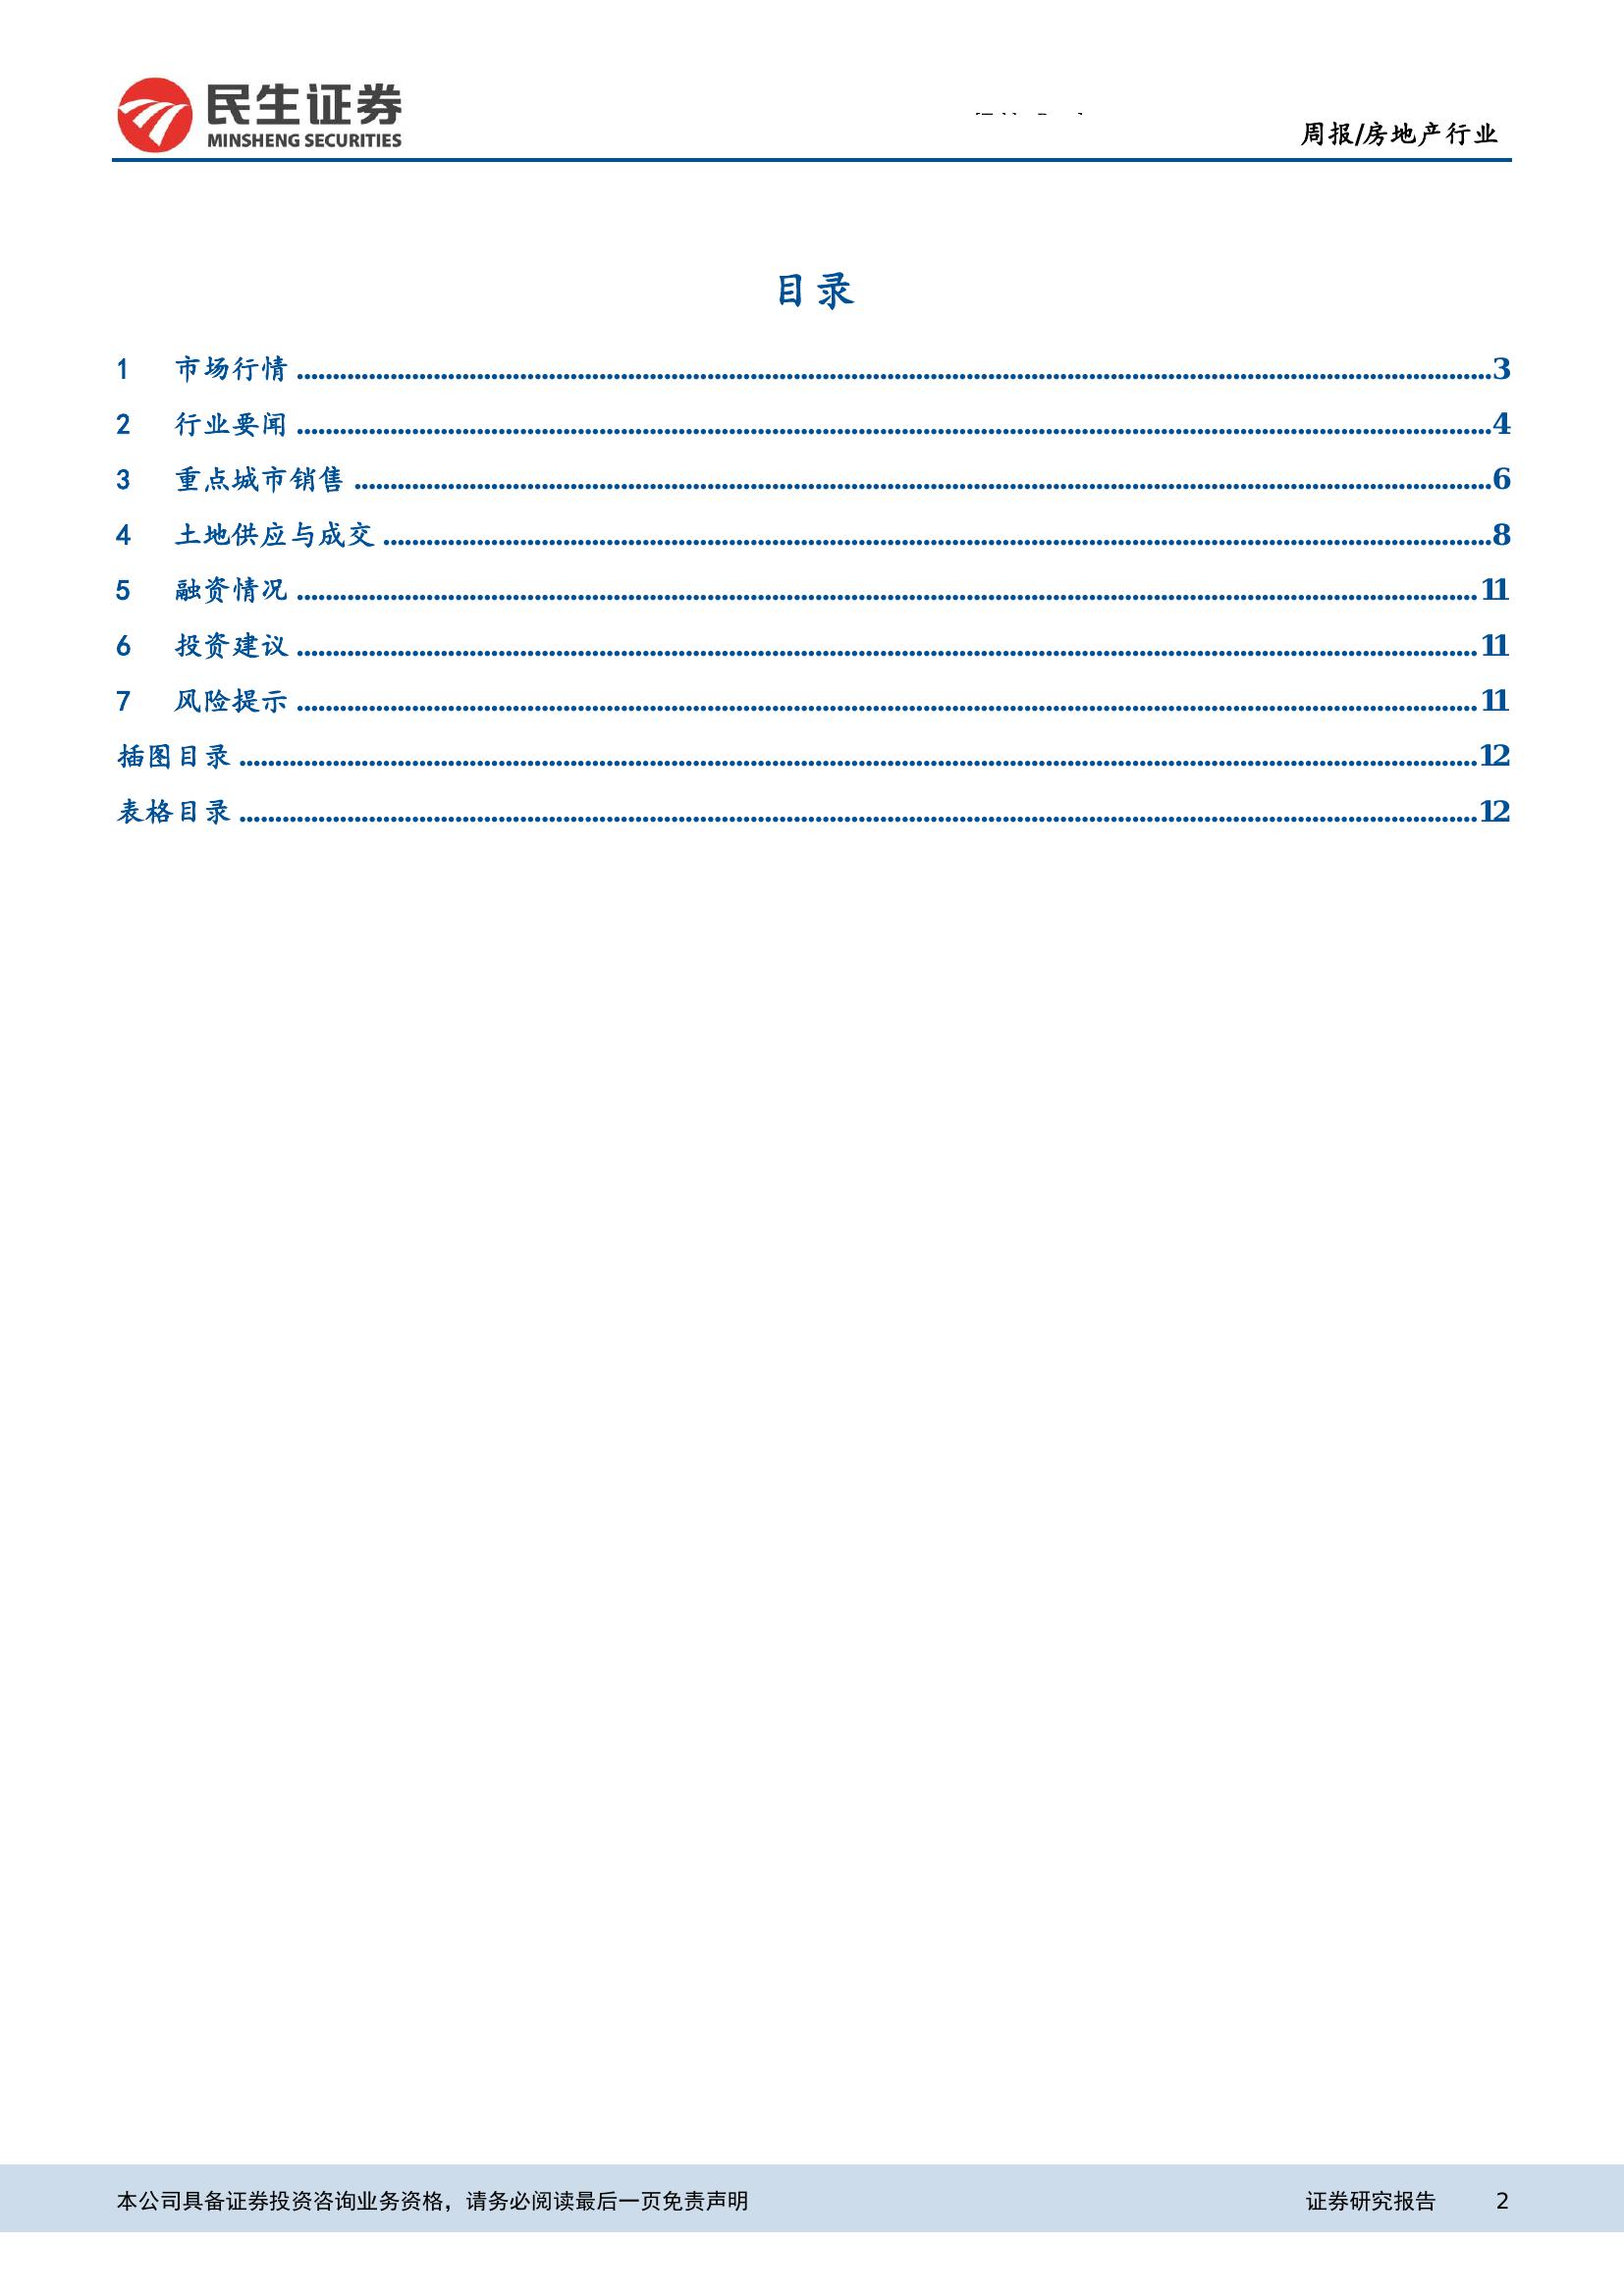 民生证券
MINSHENG SECURITIES
周报/房地产行业
目录
1 市场行情 3
2 行业要闻 4
3 重点城市销售 6
4 土地供应与成交 8
5 融资情况 11
6 投资建议 11
7 风险提示 11
插图目录 12
表格目录 12
本公司具备证券投资咨询业务资格，请务必阅读最后一页免责声明 证券研究报告 2